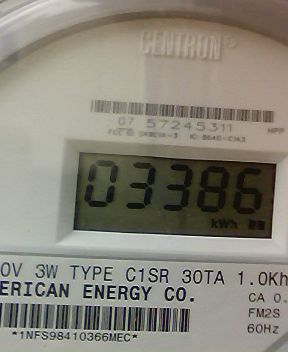 CENTRON®
07 57245311
HPP
03386
kWh
0V 3W TYPE C1SR 30TA 1.0Kh
ERICAN ENERGY CO.
CA 0.
FM2S
60Hz
*1NFS98410366MEC*